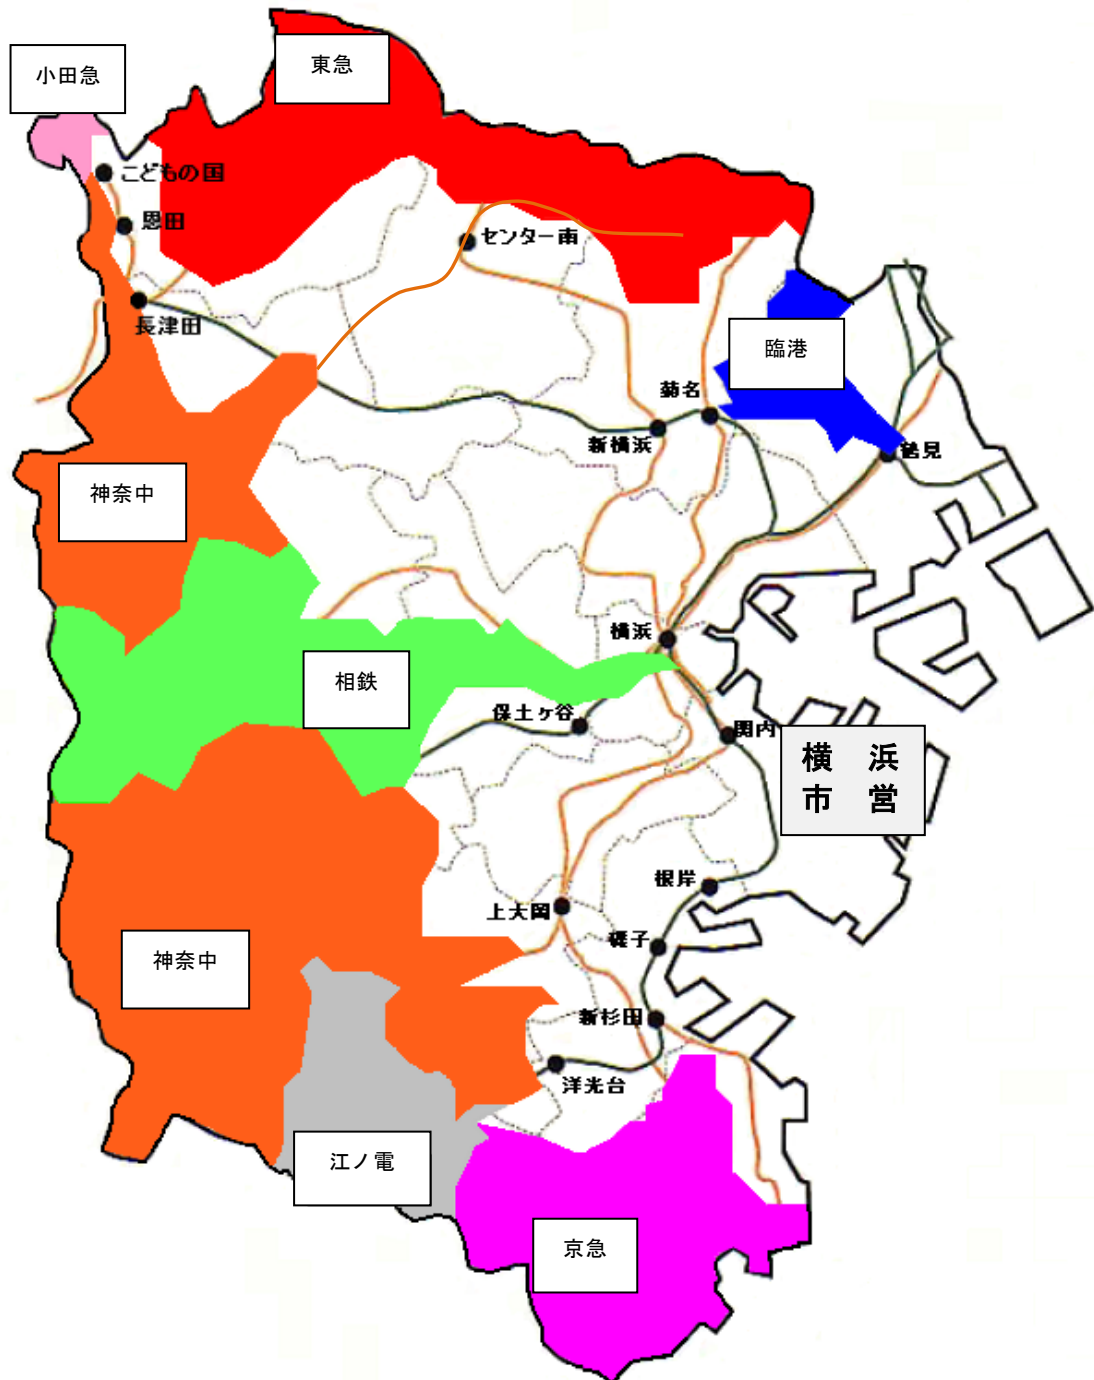 東急
小田急
こどもの国
恩田
センター南
長津田
臨港
菊名
新横浜
鶴見
神奈中
横浜
相鉄
保土ヶ谷
関内
横 浜
市 営
根岸
上大岡
磯子
神奈中
新杉田
洋光台
江ノ電
京急